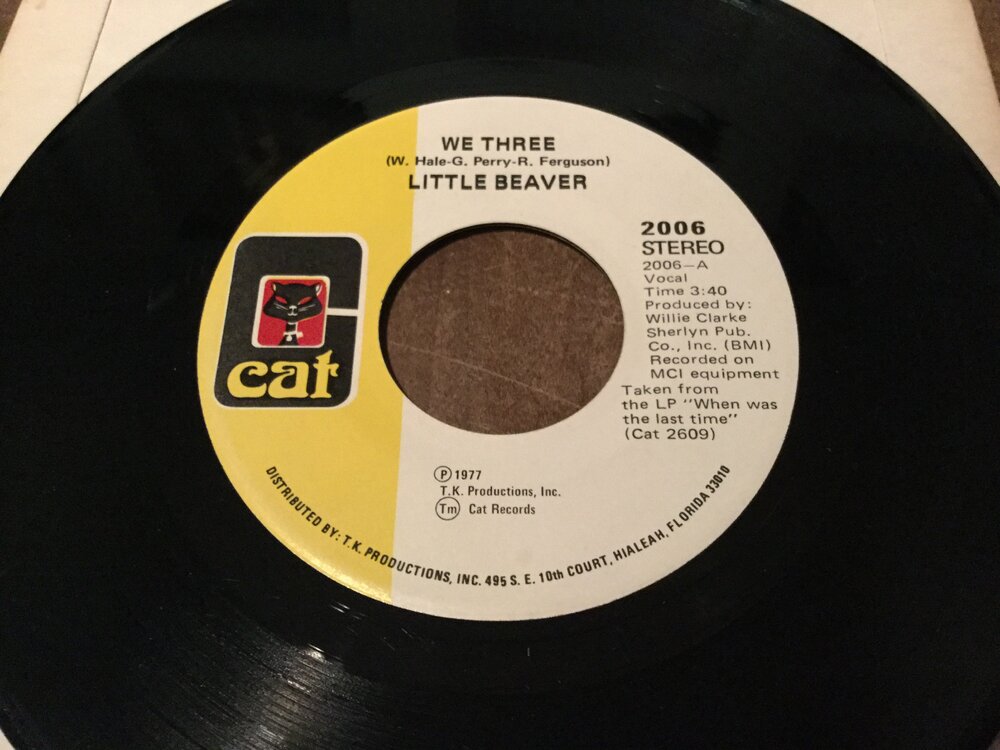 WE THREE
(W. Hale-G. Perry-R. Ferguson)
LITTLE BEAVER
cat
2006
STEREO
2006-A
Vocal
Time 3:40
Produced by:
Willie Clarke
Sherlyn Pub.
Co., Inc. (BMI)
Recorded on
MCI equipment
Taken from
the LP "When was
the last time"
(Cat 2609)
Ⓟ 1977
T.K. Productions, Inc.
Tm Cat Records
DISTRIBUTED BY: T.K. PRODUCTIONS, INC. 495 S. E. 10th COURT, HIALEAH, FLORIDA 33010